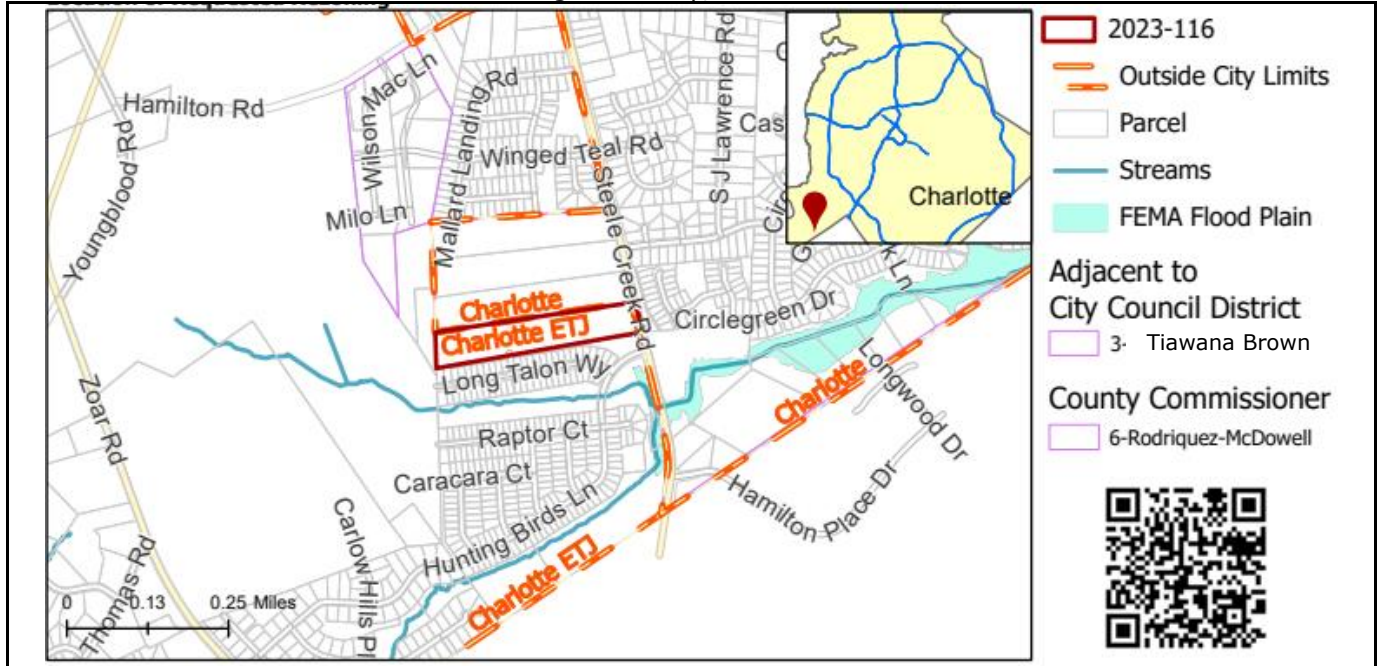 Hamilton Rd
Youngblood Rd
Wilson Mac Ln
Mallard Landing Rd
Winged Teal Rd
Milo Ln
Steele Creek Rd
S J Lawrence Rd
Cas
Circ
G
k Ln
Charlotte
Charlotte
Charlotte ETJ
Circlegreen Dr
Long Talon Wy
Raptor Ct
Caracara Ct
Hunting Birds Ln
Carlow Hills Pl
Zoar Rd
Thomas Rd
Charlotte
Longwood Dr
Hamilton Place Dr
Charlotte ETJ
0 0.13 0.25 Miles
2023-116
Outside City Limits
Parcel
Streams
FEMA Flood Plain
Adjacent to
City Council District
3- Tiawana Brown
County Commissioner
6-Rodriquez-McDowell